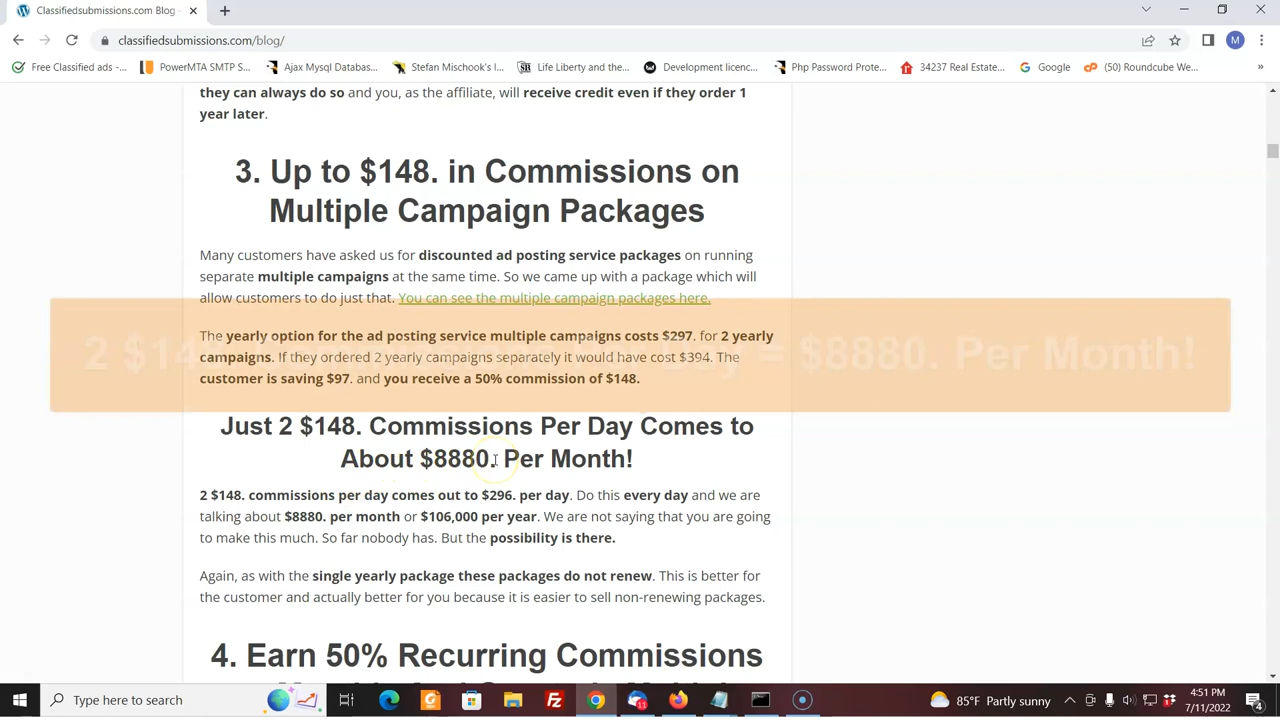 Classifiedsubmissions.com Blog -
classifiedsubmissions.com/blog/
M
Free Classified ads -...
PowerMTA SMTP S...
Ajax Mysql Databas...
Stefan Mischook's I...
Life Liberty and the...
Development licenc...
Php Password Prote...
34237 Real Estate...
Google
(50) Roundcube We...
»
they can always do so and you, as the affiliate, will receive credit even if they order 1
year later.
3. Up to $148. in Commissions on
Multiple Campaign Packages
Many customers have asked us for discounted ad posting service packages on running
separate multiple campaigns at the same time. So we came up with a package which will
allow customers to do just that. You can see the multiple campaign packages here.
The yearly option for the ad posting service multiple campaigns costs $297. for 2 yearly
campaigns. If they ordered 2 yearly campaigns separately it would have cost $394. The
customer is saving $97. and you receive a 50% commission of $148.
2 $148. = $8880. Per Month!
Just 2 $148. Commissions Per Day Comes to
About $8880. Per Month!
2 $148. commissions per day comes out to $296. per day. Do this every day and we are
talking about $8880. per month or $106,000 per year. We are not saying that you are going
to make this much. So far nobody has. But the possibility is there.
Again, as with the single yearly package these packages do not renew. This is better for
the customer and actually better for you because it is easier to sell non-renewing packages.
4. Earn 50% Recurring Commissions
Type here to search
13
85°F Partly sunny
4:51 PM
7/11/2022
4